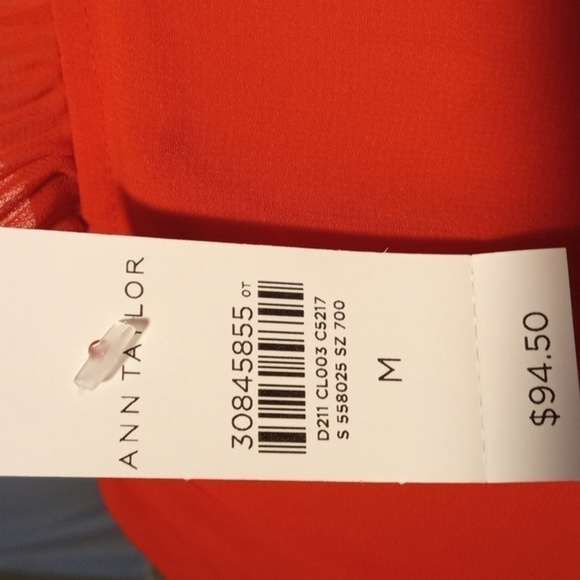 ANN TAYLOR
30845855 OT
D211 CL003 C5217
S 558025 SZ 700
M
$94.50